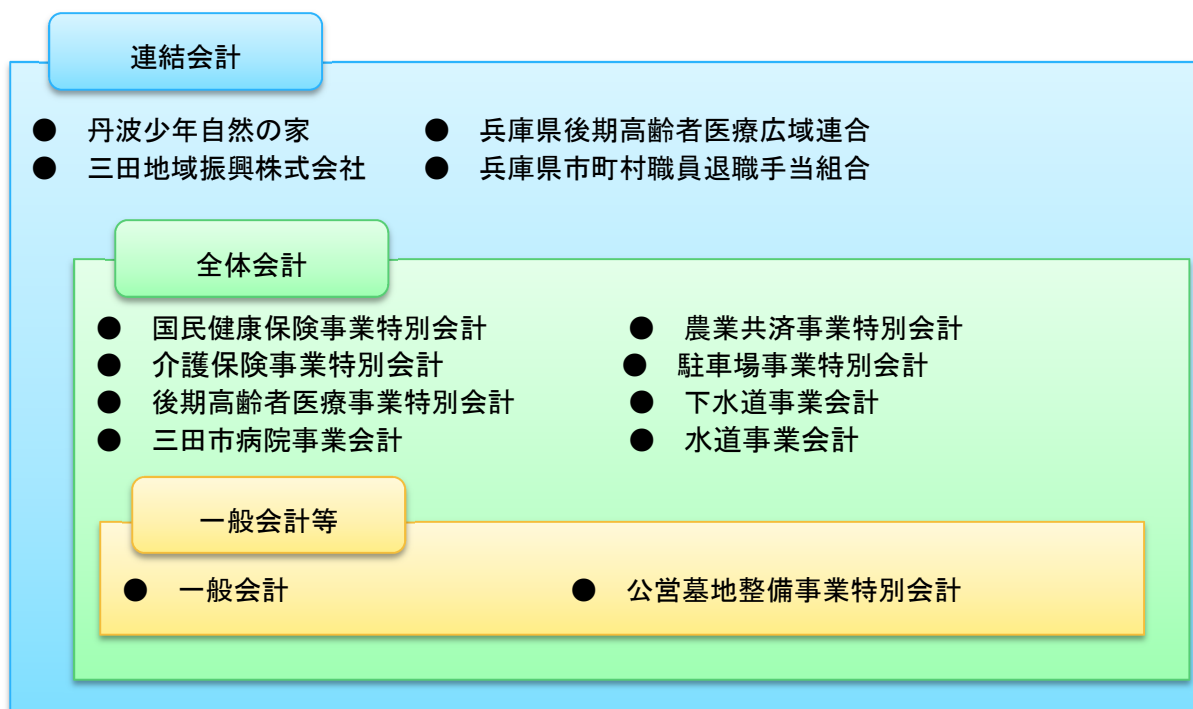 連結会計
● 丹波少年自然の家 ● 兵庫県後期高齢者医療広域連合
● 三田地域振興株式会社 ● 兵庫県市町村職員退職手当組合
全体会計
● 国民健康保険事業特別会計 ● 農業共済事業特別会計
● 介護保険事業特別会計 ● 駐車場事業特別会計
● 後期高齢者医療事業特別会計 ● 下水道事業会計
● 三田市病院事業会計 ● 水道事業会計
一般会計等
● 一般会計 ● 公営墓地整備事業特別会計